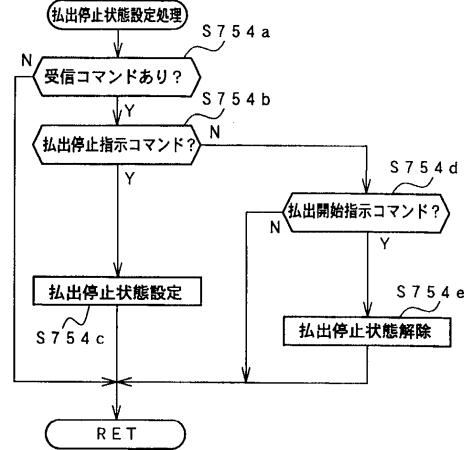 払出停止状態設定処理
S754a
N
受信コマンドあり?
Y
S754b
払出停止指示コマンド?
N
Y
S754d
払出開始指示コマンド?
N
Y
払出停止状態設定
S754c
S754e
払出停止状態解除
RET